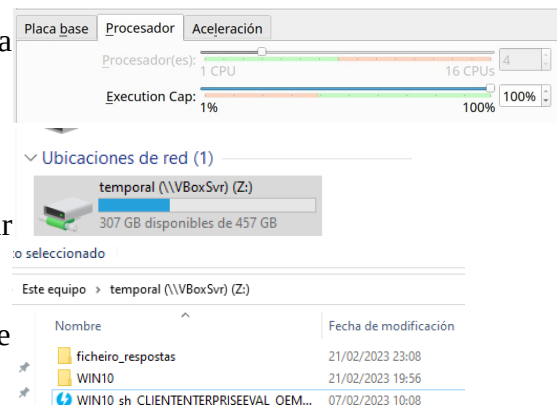 Placa base Procesador Aceleración
a
Procesador(es): 4
1 CPU 16 CPUs
Execution Cap: 100%
1% 100%
Ubicaciones de red (1)
temporal (\\VBoxSvr) (Z:)
307 GB disponibles de 457 GB
r
o seleccionado
Este equipo > temporal (\\VBoxSvr) (Z:)
e
Nombre Fecha de modificación
ficheiro_respostas 21/02/2023 23:08
WIN10 21/02/2023 19:56
WIN10_sh_CLIENTENTERPRISEEVAL_OEM... 07/02/2023 10:08